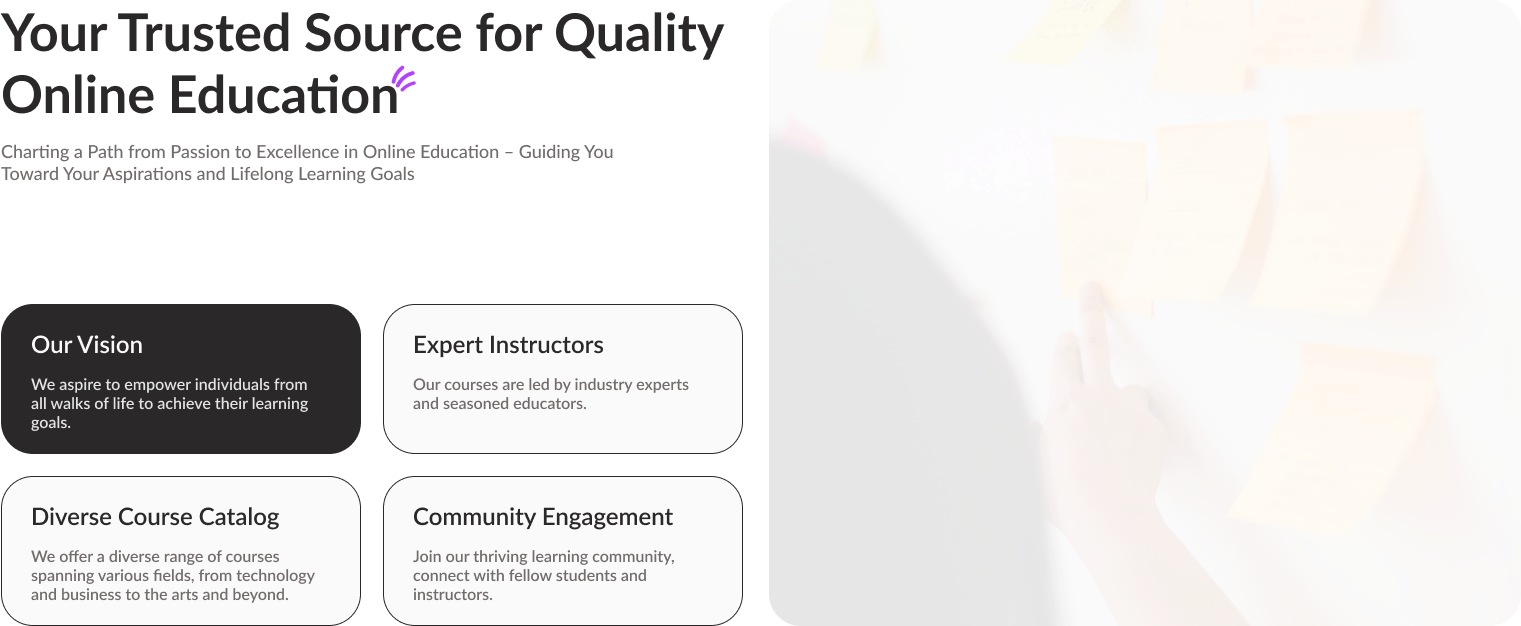 Your Trusted Source for Quality
Online Education
Charting a Path from Passion to Excellence in Online Education – Guiding You
Toward Your Aspirations and Lifelong Learning Goals
Our Vision
We aspire to empower individuals from
all walks of life to achieve their learning
goals.
Expert Instructors
Our courses are led by industry experts
and seasoned educators.
Diverse Course Catalog
We offer a diverse range of courses
spanning various fields, from technology
and business to the arts and beyond.
Community Engagement
Join our thriving learning community,
connect with fellow students and
instructors.